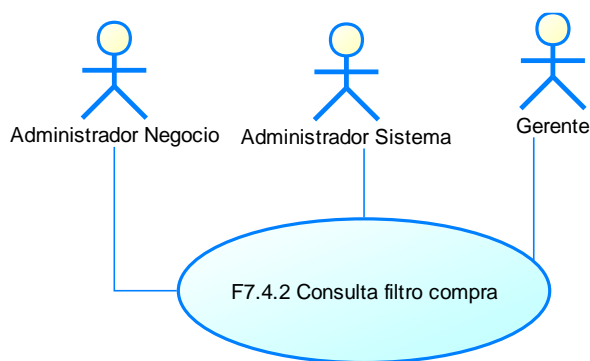 Administrador Negocio
Administrador Sistema
Gerente
F7.4.2 Consulta filtro compra